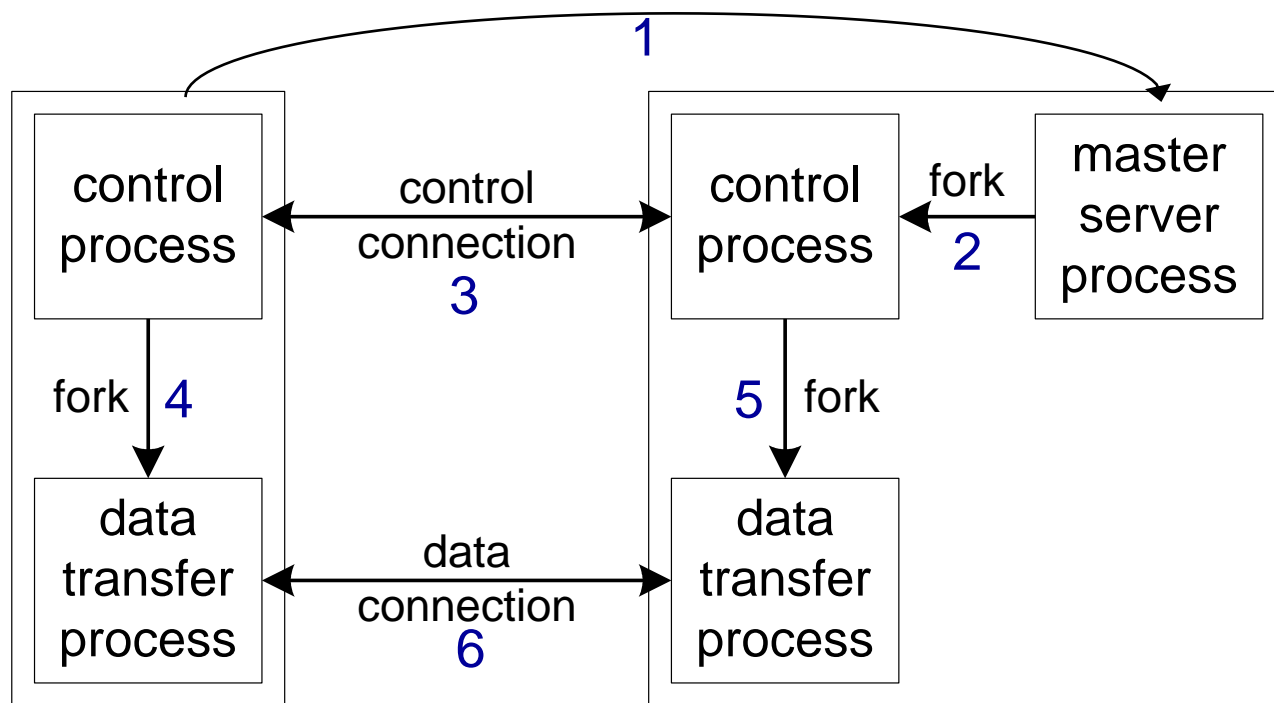 1
control
process
control
connection
3
control
process
fork
2
master
server
process
fork 4
5 fork
data
transfer
process
data
connection
6
data
transfer
process